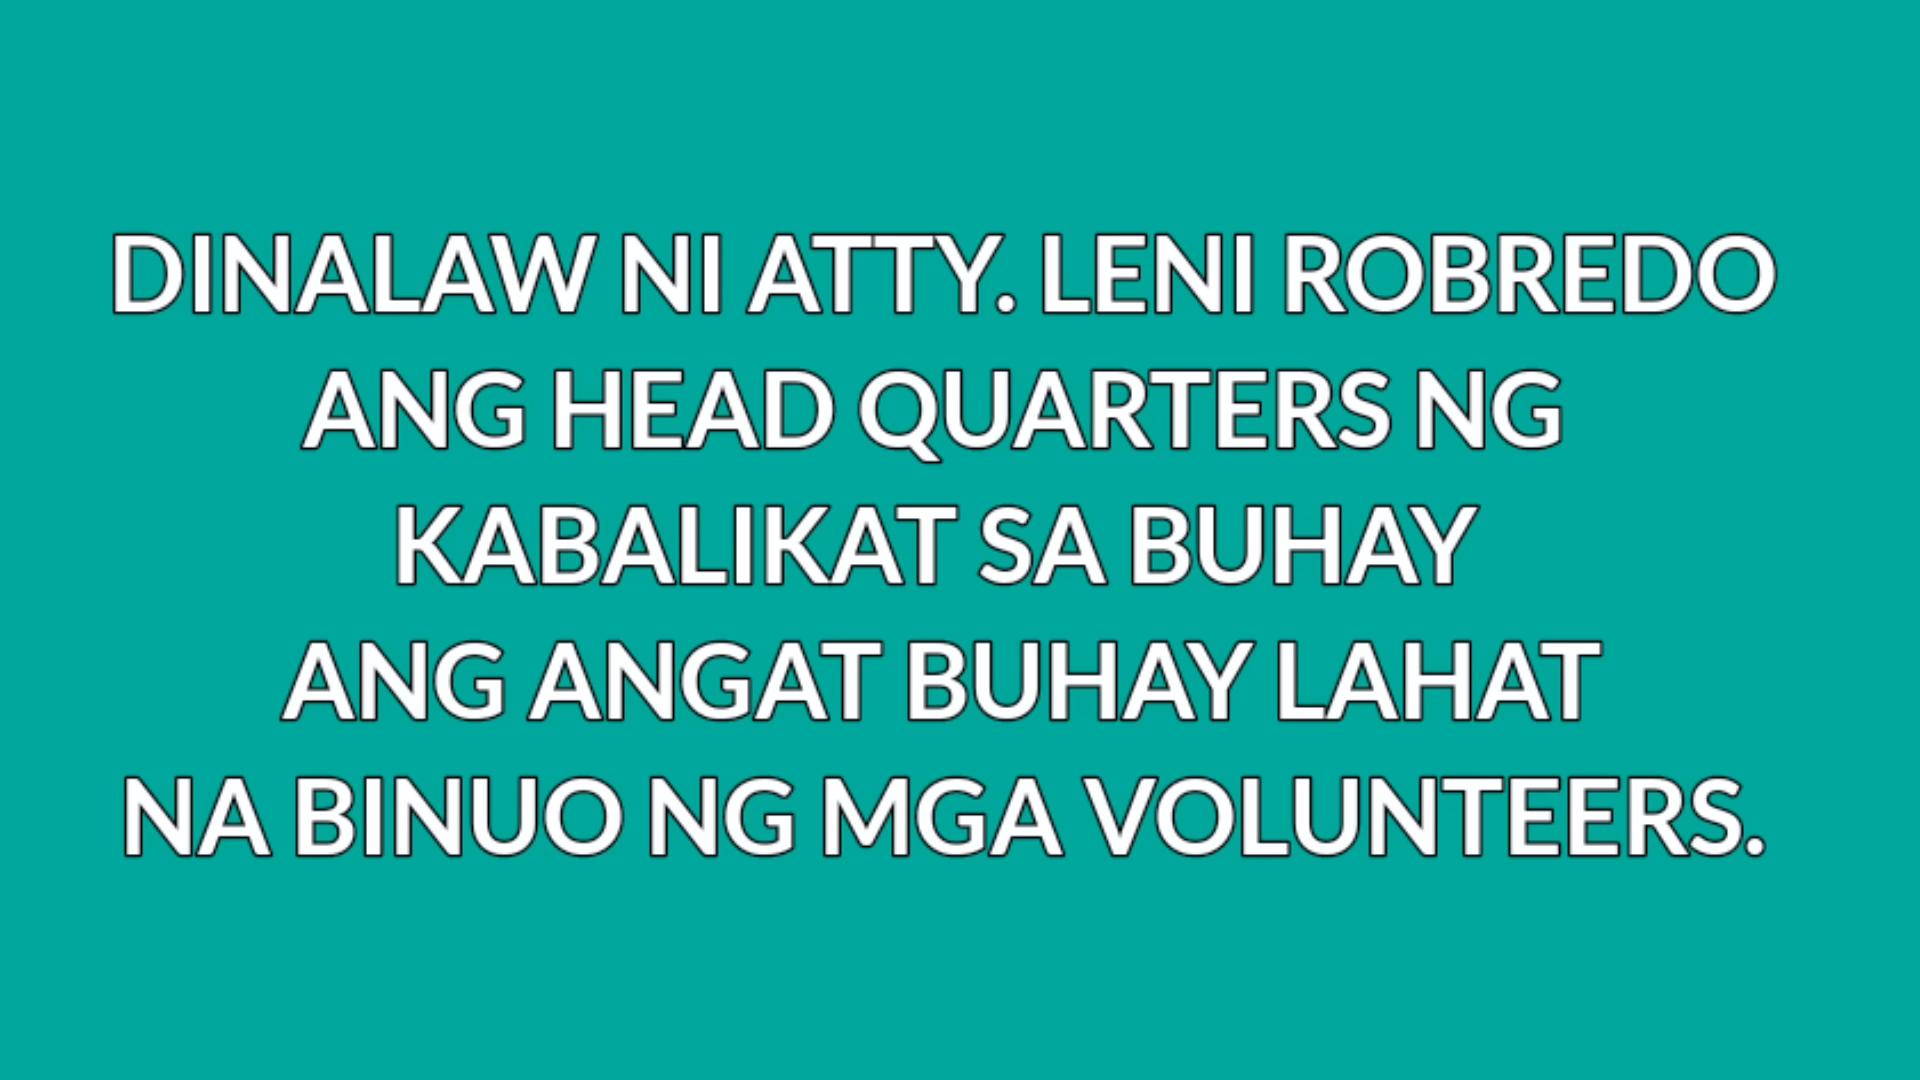 DINALAW NI ATTY. LENI ROBREDO
ANG HEAD QUARTERS NG
KABALIKAT SA BUHAY
ANG ANGAT BUHAY LAHAT
NA BINUO NG MGA VOLUNTEERS.